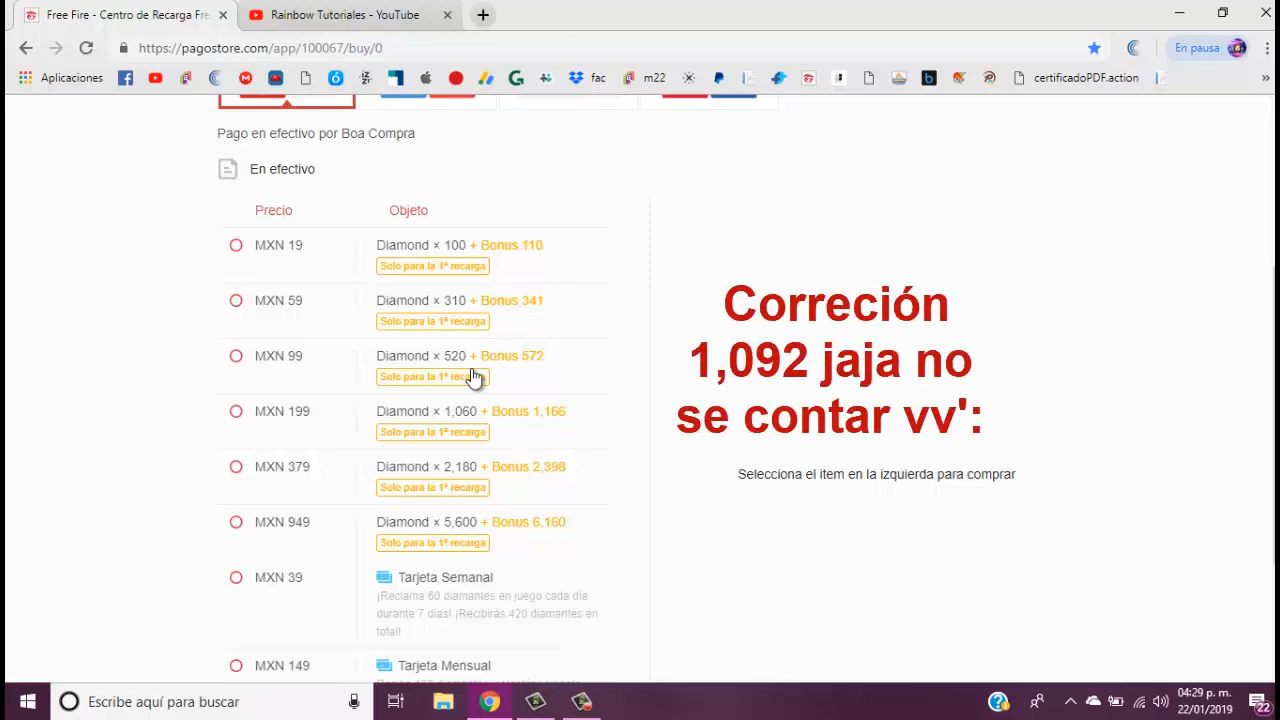 Free Fire - Centro de Recarga Fre
Rainbow Tutoriales - YouTube
https://pagostore.com/app/100067/buy/0
En pausa
Aplicaciones
fac
m22
certificadoPDF.action
Pago en efectivo por Boa Compra
En efectivo
Precio Objeto
MXN 19 Diamond × 100 + Bonus 110
Solo para la 1ª recarga
MXN 59 Diamond × 310 + Bonus 341
Solo para la 1ª recarga
MXN 99 Diamond × 520 + Bonus 572
Solo para la 1ª recarga
MXN 199 Diamond × 1,060 + Bonus 1,166
Solo para la 1ª recarga
MXN 379 Diamond × 2,180 + Bonus 2,398
Solo para la 1ª recarga
MXN 949 Diamond × 5,600 + Bonus 6,160
Solo para la 1ª recarga
MXN 39 Tarjeta Semanal
¡Reclama 60 diamantes en juego cada día
durante 7 dias! ¡Recibirás 420 diamantes en
total!
MXN 149 Tarjeta Mensual
Correción
1,092 jaja no
se contar vv':
Selecciona el item en la izquierda para comprar
Escribe aquí para buscar
04:29 p. m.
22/01/2019
22